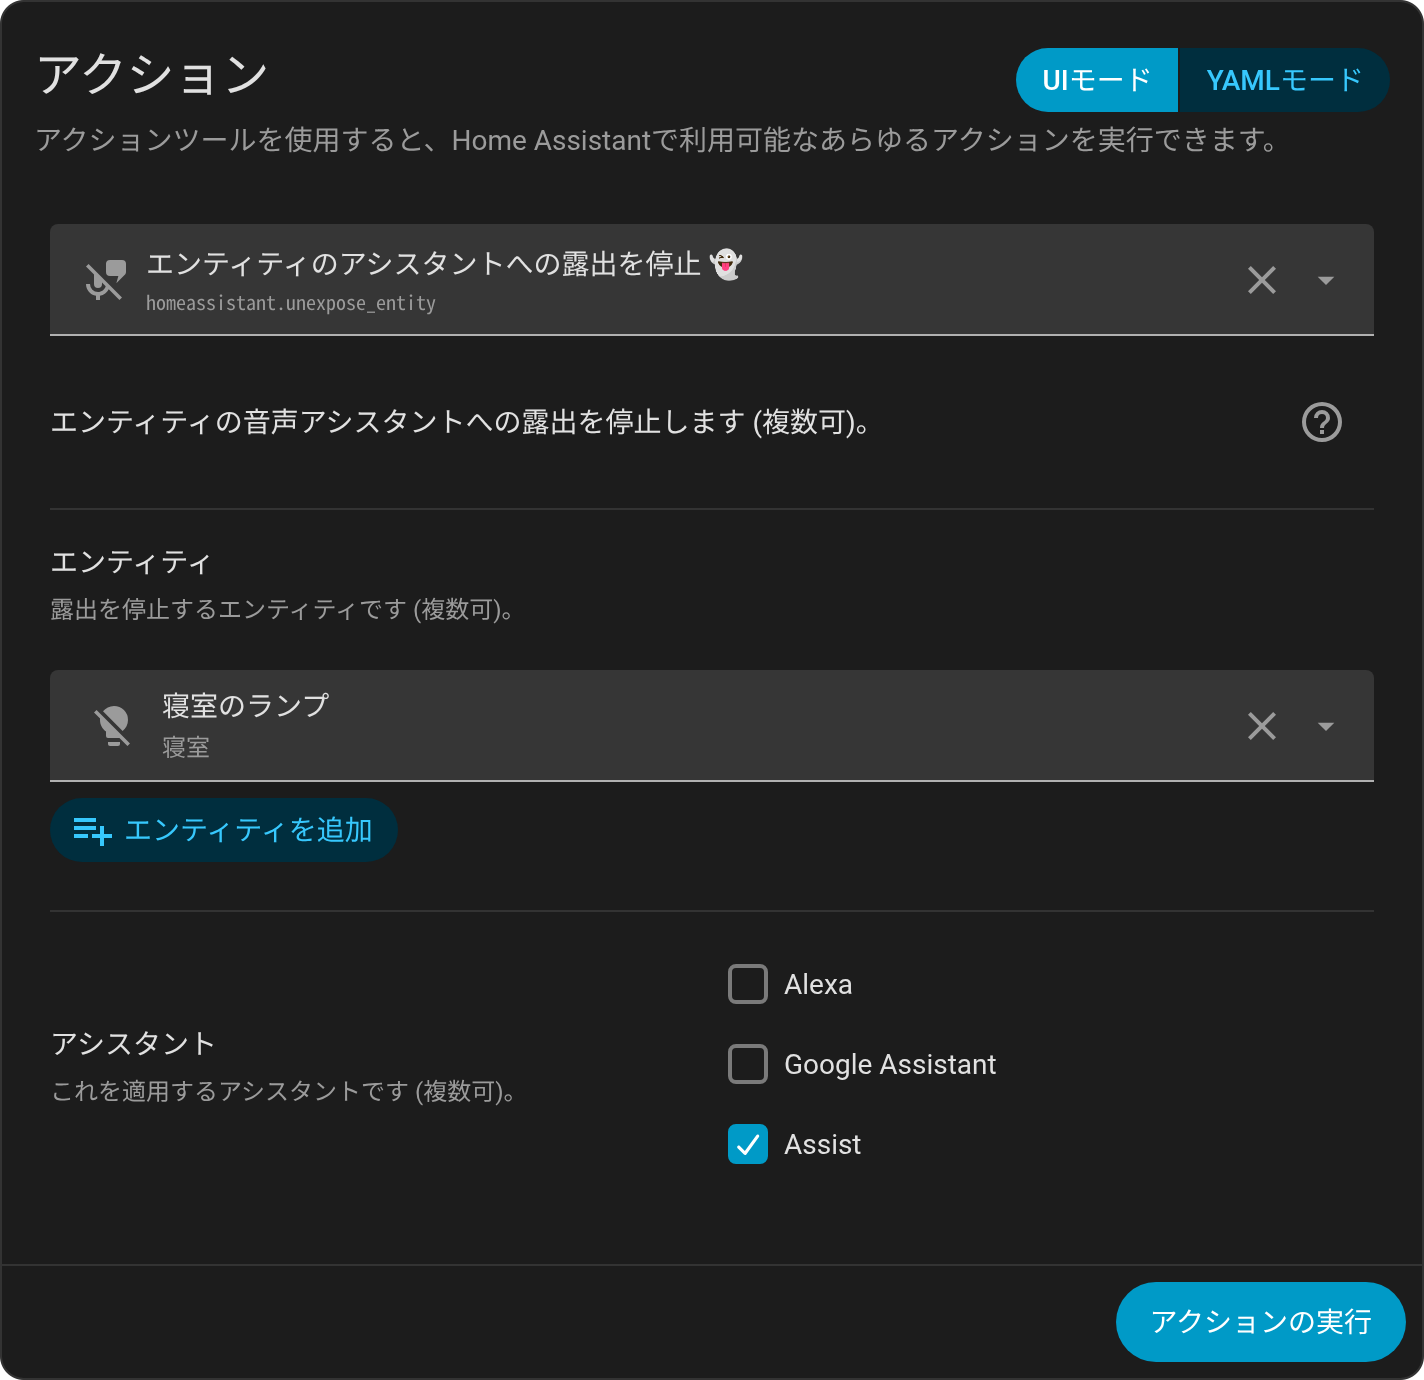 アクション
UIモード
YAMLモード
アクションツールを使用すると、Home Assistantで利用可能なあらゆるアクションを実行できます。
エンティティのアシスタントへの露出を停止 👻
homeassistant.unexpose_entity
エンティティの音声アシスタントへの露出を停止します (複数可)。
エンティティ
露出を停止するエンティティです (複数可)。
寝室のランプ
寝室
エンティティを追加
Alexa
アシスタント
これを適用するアシスタントです (複数可)。
Google Assistant
Assist
アクションの実行